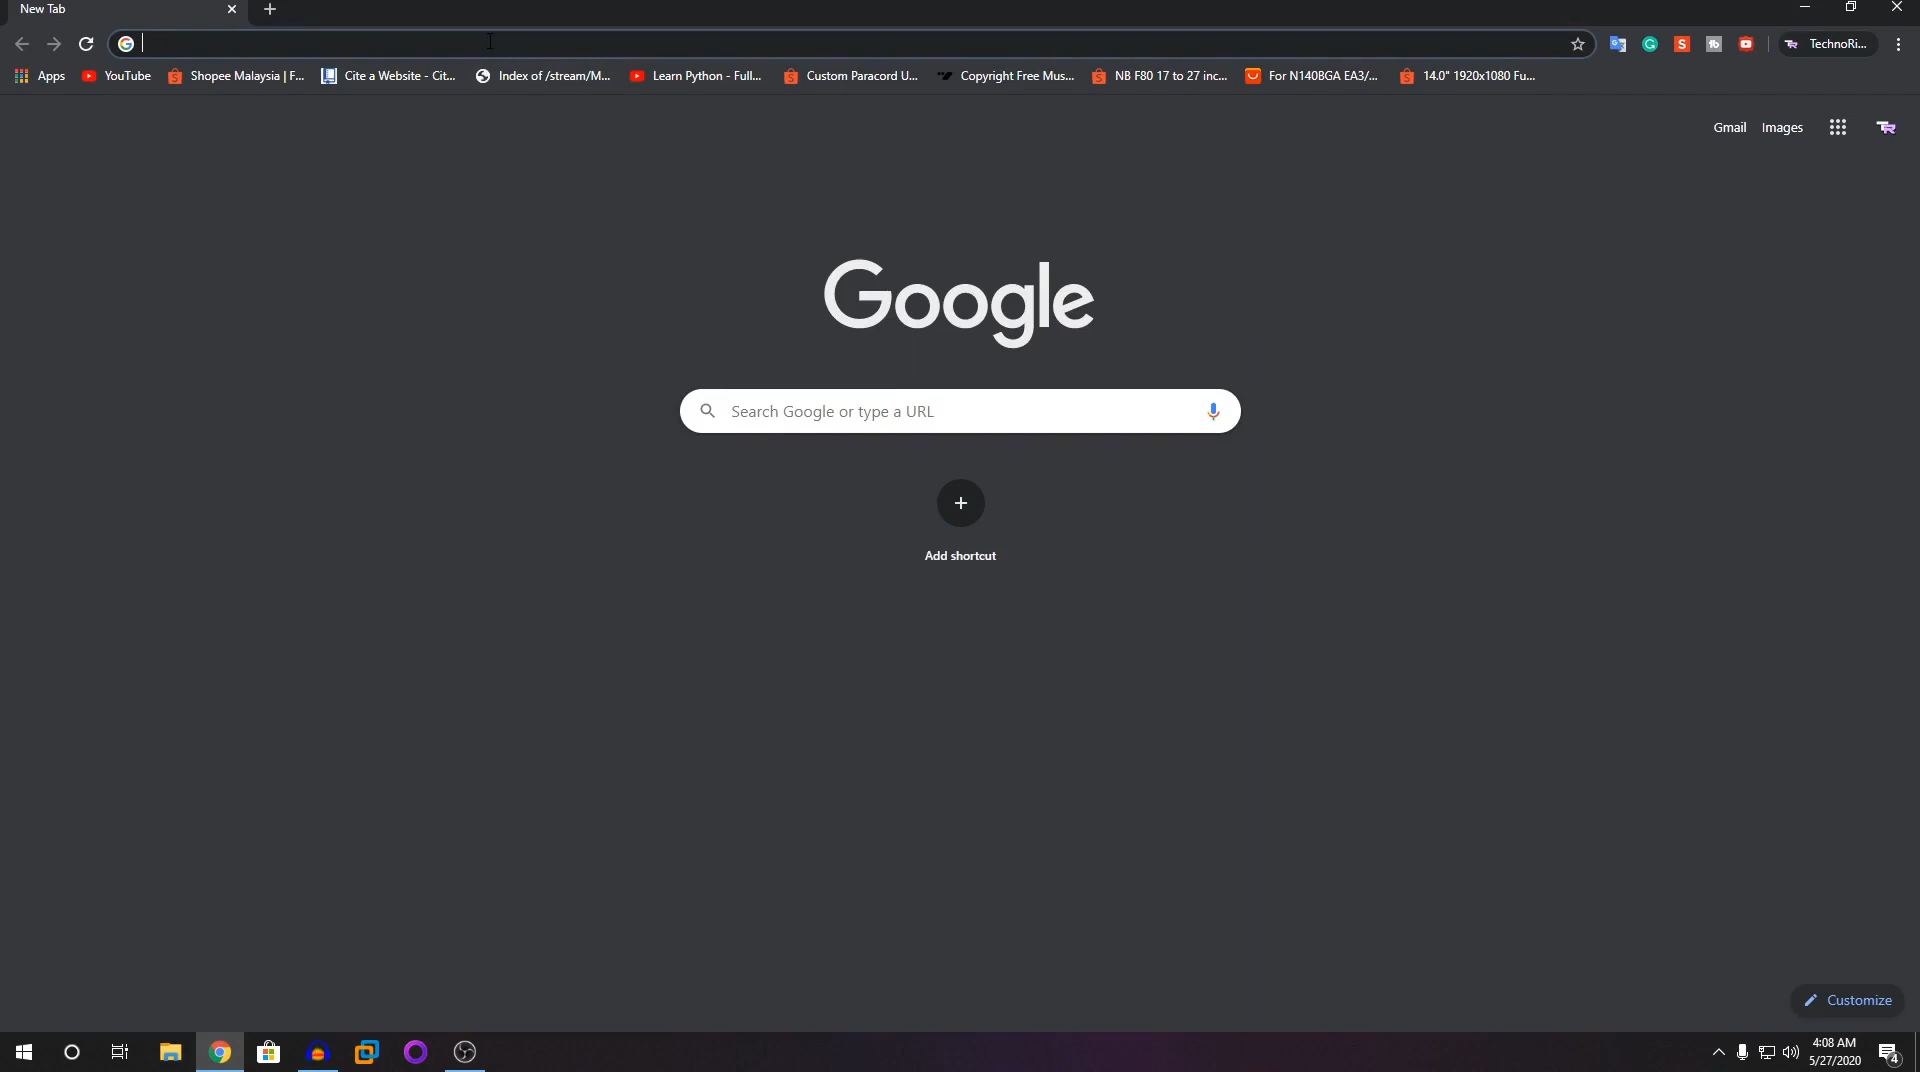 New Tab
TechnoRi...
Apps
YouTube
Shopee Malaysia | F...
Cite a Website - Cit...
Index of /stream/M...
Learn Python - Full...
Custom Paracord U...
Copyright Free Mus...
NB F80 17 to 27 inc...
For N140BGA EA3/...
14.0" 1920x1080 Fu...
Gmail
Images
Google
Search Google or type a URL
Add shortcut
Customize
4:08 AM
5/27/2020
4